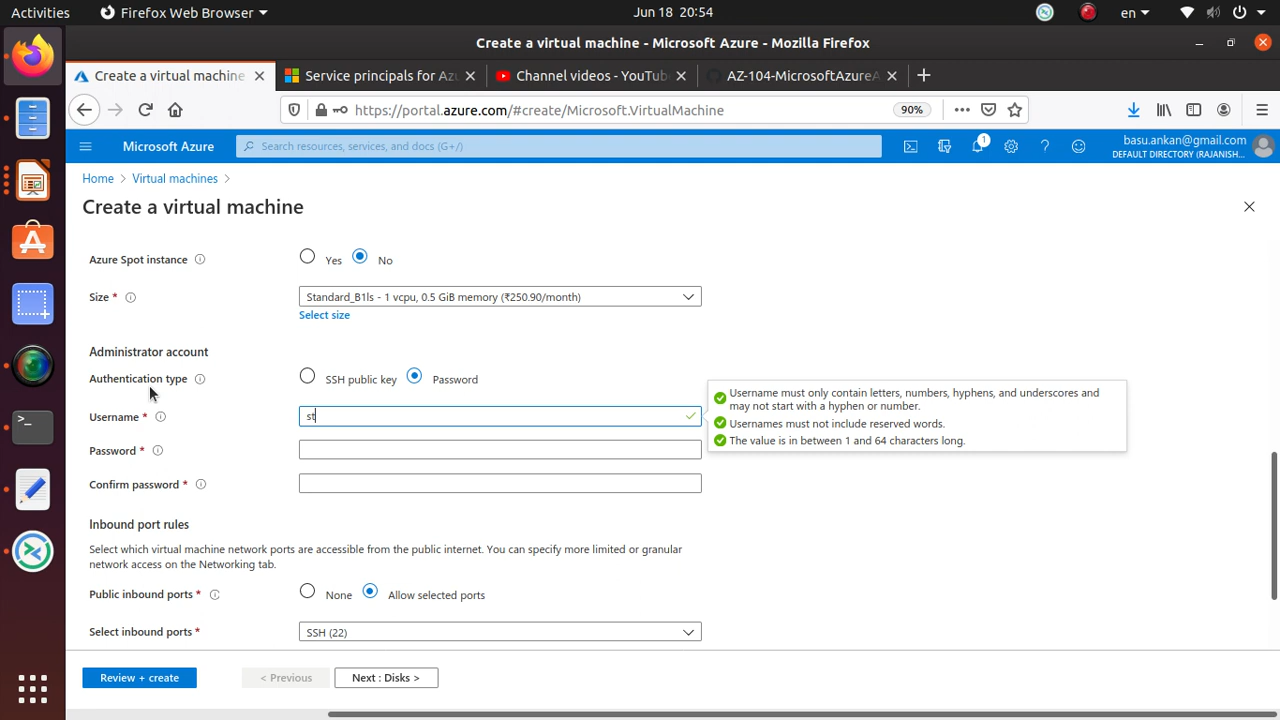 Activities Firefox Web Browser Jun 18 20:54 en
Create a virtual machine - Microsoft Azure - Mozilla Firefox
Create a virtual machine Service principals for Az Channel videos - YouTub AZ-104-MicrosoftAzureA
https://portal.azure.com/#create/Microsoft.VirtualMachine 90%
Microsoft Azure Search resources, services, and docs (G+/) 1 basu.ankan@gmail.com
DEFAULT DIRECTORY (RAJANISH...
Home > Virtual machines >
Create a virtual machine
Azure Spot instance Yes No
Size * Standard_B1ls - 1 vcpu, 0.5 GiB memory (₹250.90/month)
Select size
Administrator account
Authentication type SSH public key Password
Username must only contain letters, numbers, hyphens, and underscores and
may not start with a hyphen or number.
Username * st
Usernames must not include reserved words.
The value is in between 1 and 64 characters long.
Password *
Confirm password *
Inbound port rules
Select which virtual machine network ports are accessible from the public internet. You can specify more limited or granular
network access on the Networking tab.
Public inbound ports * None Allow selected ports
Select inbound ports * SSH (22)
Review + create < Previous Next : Disks >